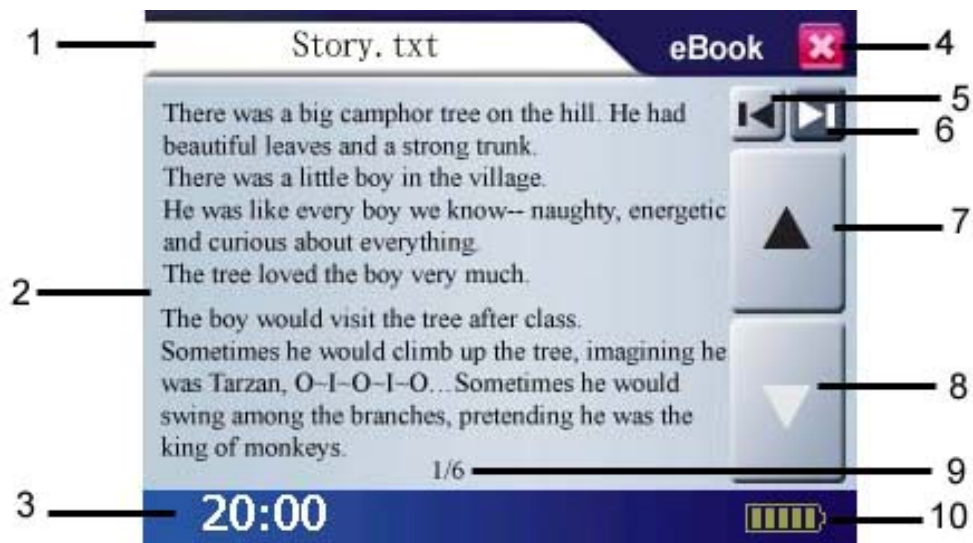 1
Story.txt
eBook
4
5
6
There was a big camphor tree on the hill. He had
beautiful leaves and a strong trunk.
There was a little boy in the village.
He was like every boy we know-- naughty, energetic
and curious about everything.
The tree loved the boy very much.
7
2
The boy would visit the tree after class.
Sometimes he would climb up the tree, imagining he
was Tarzan, O~I~O~I~O...Sometimes he would
swing among the branches, pretending he was the
king of monkeys.
8
1/6
9
3
20:00
10